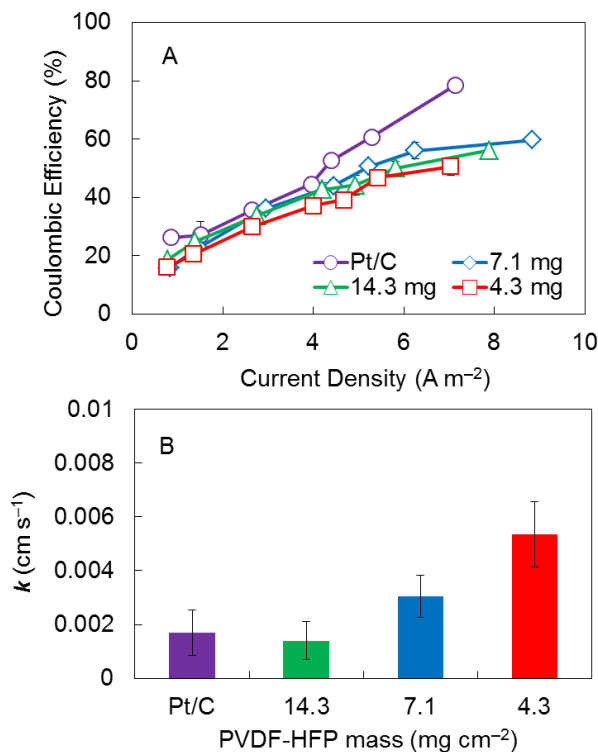 100
80
60
40
20
0
Coulombic Efficiency (%)
A
Pt/C
7.1 mg
14.3 mg
4.3 mg
0 2 4 6 8 10
Current Density (A m⁻²)
0.01
0.008
0.006
0.004
0.002
0
k (cm s⁻¹)
B
Pt/C 14.3 7.1 4.3
PVDF-HFP mass (mg cm⁻²)